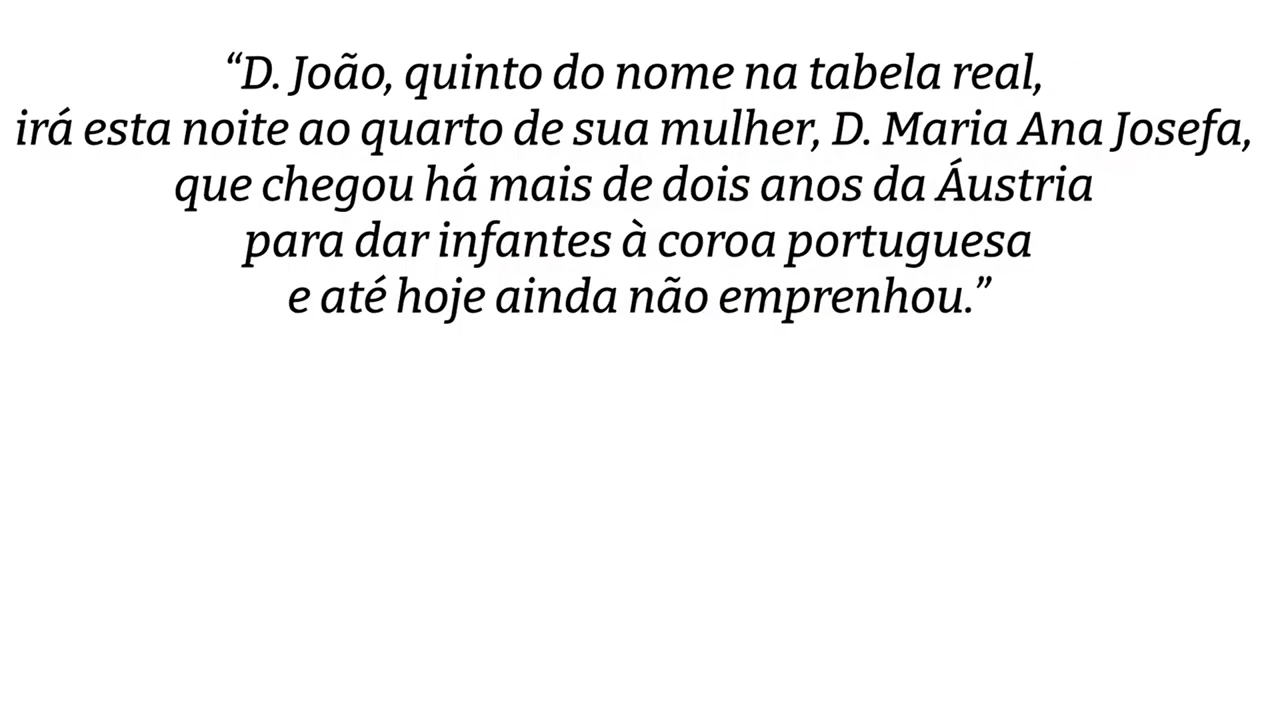 “D. João, quinto do nome na tabela real,
irá esta noite ao quarto de sua mulher, D. Maria Ana Josefa,
que chegou há mais de dois anos da Áustria
para dar infantes à coroa portuguesa
e até hoje ainda não emprenhou.”